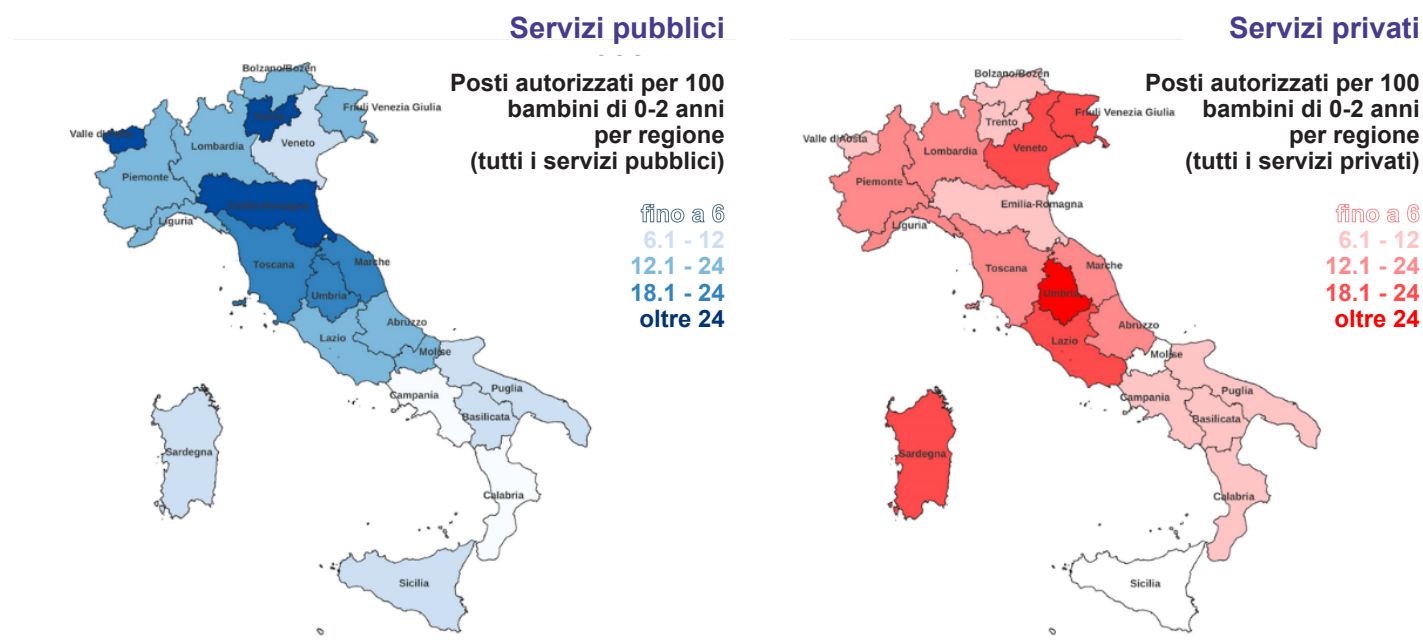 Servizi pubblici
Posti autorizzati per 100
bambini di 0-2 anni
per regione
(tutti i servizi pubblici)
fino a 6
6.1 - 12
12.1 - 24
18.1 - 24
oltre 24
Bolzano/Bozen
Trento
Friuli Venezia Giulia
Valle d'Aosta
Lombardia
Veneto
Piemonte
Emilia-Romagna
Liguria
Toscana
Marche
Umbria
Abruzzo
Lazio
Molise
Campania
Puglia
Basilicata
Sardegna
Calabria
Sicilia
Servizi privati
Posti autorizzati per 100
bambini di 0-2 anni
per regione
(tutti i servizi privati)
fino a 6
6.1 - 12
12.1 - 24
18.1 - 24
oltre 24
Bolzano/Bozen
Trento
Friuli Venezia Giulia
Valle d'Aosta
Lombardia
Veneto
Piemonte
Emilia-Romagna
Liguria
Toscana
Marche
Umbria
Abruzzo
Lazio
Molise
Campania
Puglia
Basilicata
Sardegna
Calabria
Sicilia